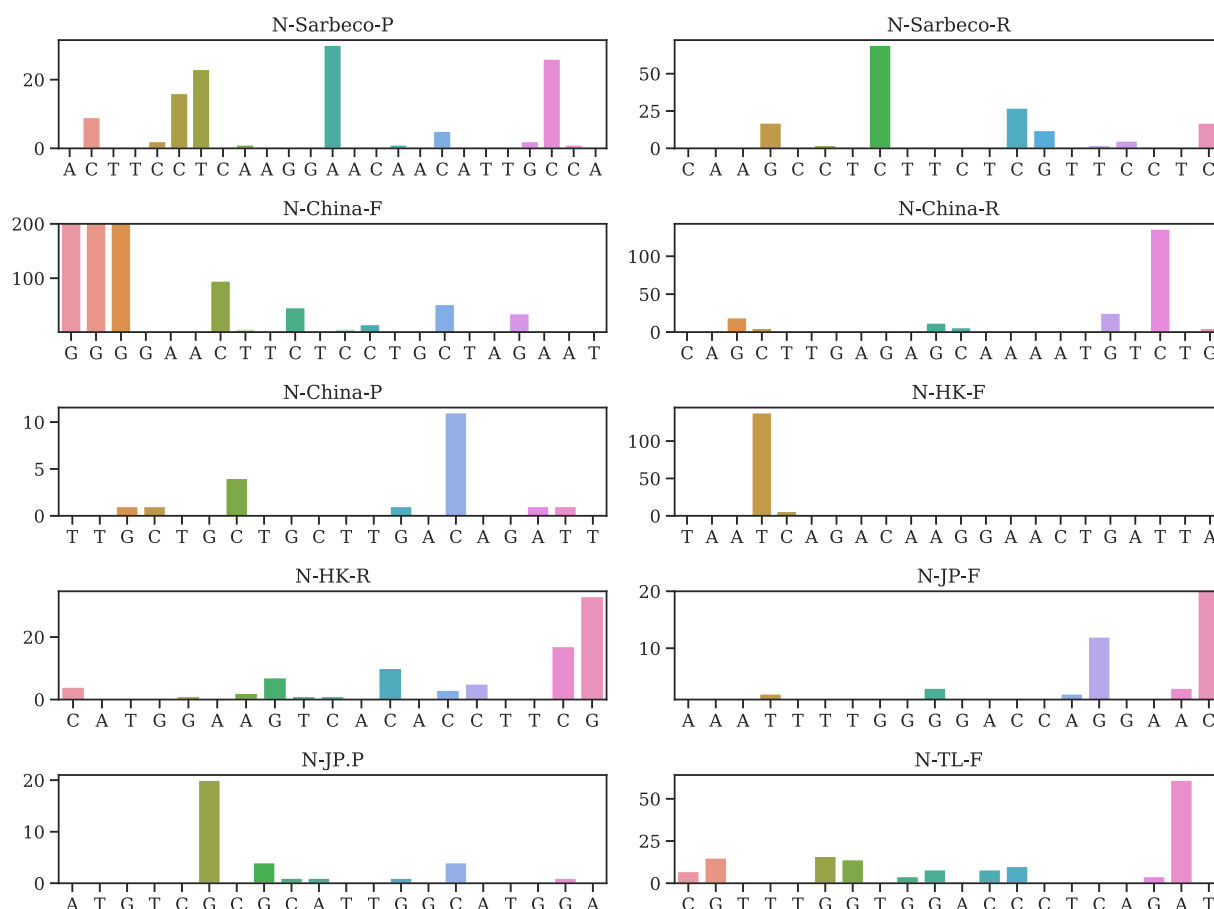 N-Sarbeco-P
20
0
A C T T C C T C A A G G A A C A A C A T T G C C A
N-Sarbeco-R
50
25
0
C A A G C C T C T T C T C G T T C C T C
N-China-F
200
100
G G G G A A C T T C T C C T G C T A G A A T
N-China-R
100
50
0
C A G C T T G A G A G C A A A A T G T C T G
N-China-P
10
5
0
T T G C T G C T G C T T G A C A G A T T
N-HK-F
100
50
0
T A A T C A G A C A A G G A A C T G A T T A
N-HK-R
20
0
C A T G G A A G T C A C A C C T T C G
N-JP-F
20
10
A A A T T T T G G G G A C C A G G A A C
N-JP.P
20
10
0
A T G T C G C G C A T T G G C A T G G A
N-TL-F
50
25
0
C G T T T G G T G G A C C C T C A G A T